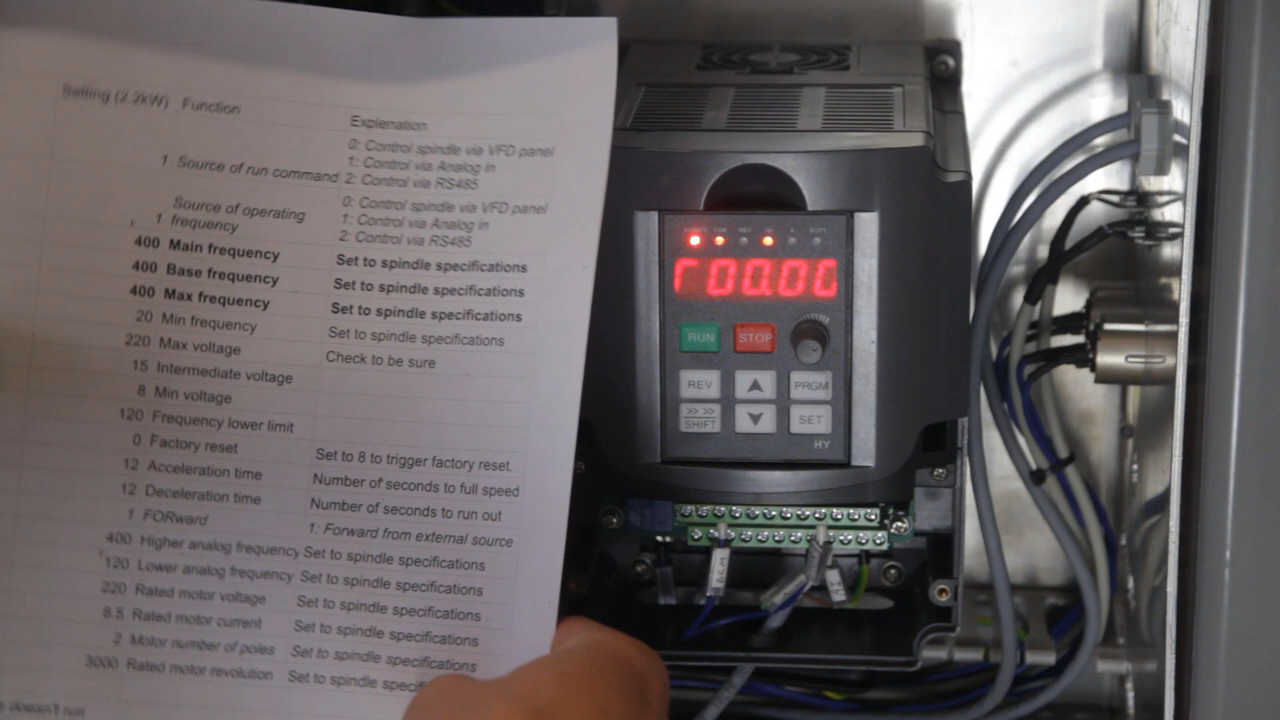 Setting (2.2kW) Function Explenation
0: Control spindle via VFD panel
1 Source of run command 1: Control via Analog in
2: Control via RS485
0: Control spindle via VFD panel
1 Source of operating frequency 1: Control via Analog in
2: Control via RS485
400 Main frequency Set to spindle specifications
400 Base frequency Set to spindle specifications
400 Max frequency Set to spindle specifications
20 Min frequency Set to spindle specifications
220 Max voltage Check to be sure
15 Intermediate voltage
8 Min voltage
120 Frequency lower limit
0 Factory reset Set to 8 to trigger factory reset.
12 Acceleration time Number of seconds to full speed
12 Deceleration time Number of seconds to run out
1 FORward 1: Forward from external source
400 Higher analog frequency Set to spindle specifications
120 Lower analog frequency Set to spindle specifications
220 Rated motor voltage Set to spindle specifications
8.5 Rated motor current Set to spindle specifications
2 Motor number of poles Set to spindle specifications
3000 Rated motor revolution Set to spindle
r00.00
RUN STOP
REV PRGM
>> >> SHIFT SET
HY